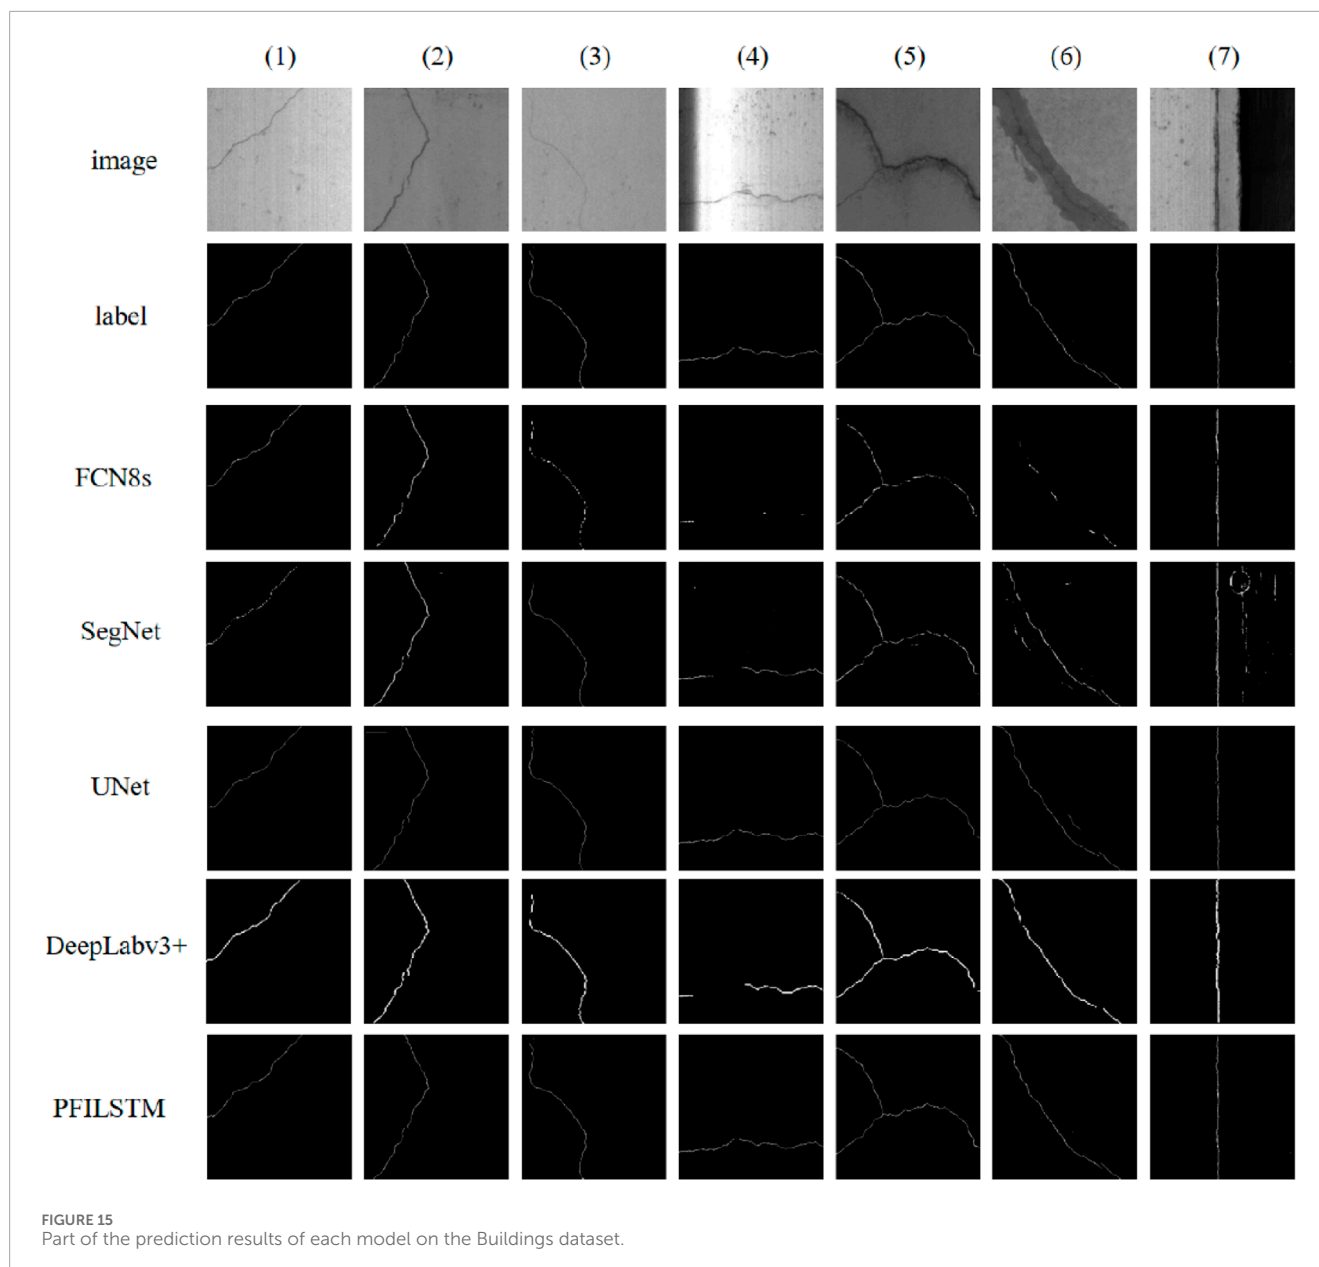 (1) (2) (3) (4) (5) (6) (7)
image
label
FCN8s
SegNet
UNet
DeepLabv3+
PFILSTM
FIGURE 15
Part of the prediction results of each model on the Buildings dataset.